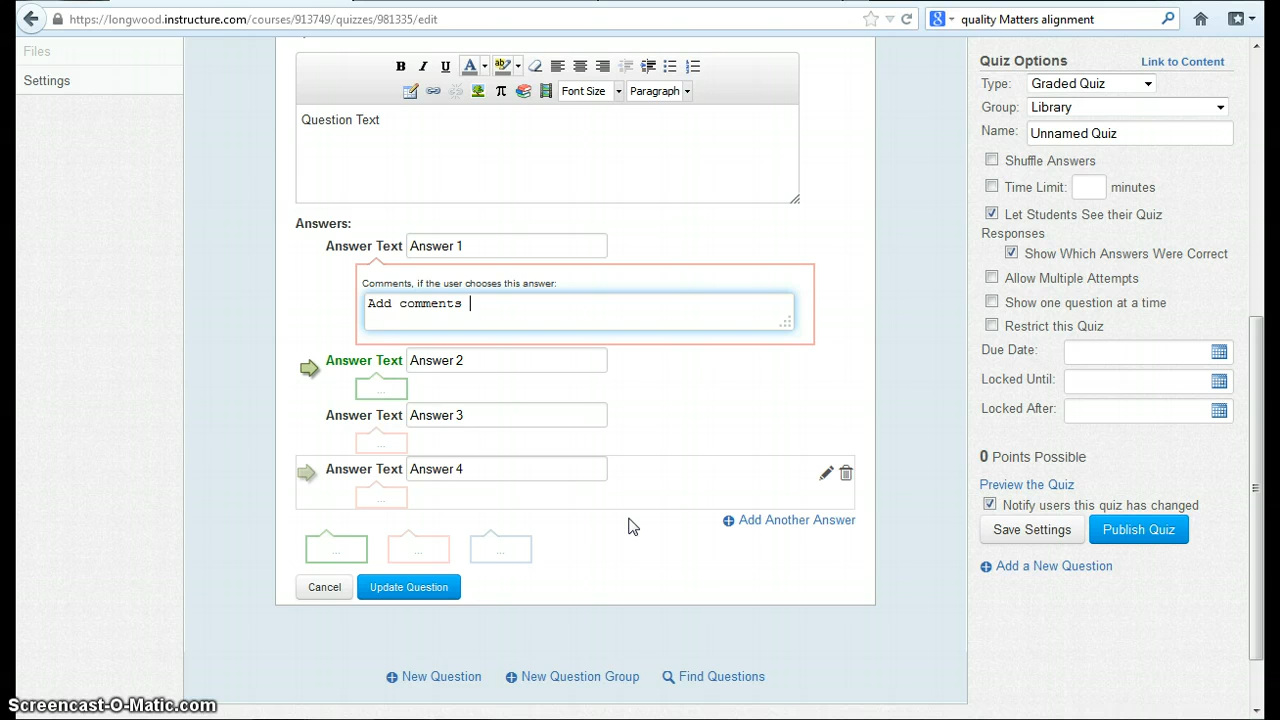 https://longwood.instructure.com/courses/913749/quizzes/981335/edit
quality Matters alignment
Files
Settings
B I U A ab
π Font Size Paragraph
Question Text
Answers:
Answer Text Answer 1
Comments, if the user chooses this answer:
Add comments
Answer Text Answer 2
...
Answer Text Answer 3
...
Answer Text Answer 4
...
Add Another Answer
... ... ...
Cancel Update Question
New Question New Question Group Find Questions
Quiz Options Link to Content
Type: Graded Quiz
Group: Library
Name: Unnamed Quiz
Shuffle Answers
Time Limit: minutes
Let Students See their Quiz
Responses
Show Which Answers Were Correct
Allow Multiple Attempts
Show one question at a time
Restrict this Quiz
Due Date:
Locked Until:
Locked After:
0 Points Possible
Preview the Quiz
Notify users this quiz has changed
Save Settings Publish Quiz
Add a New Question
Screencast-O-Matic.com